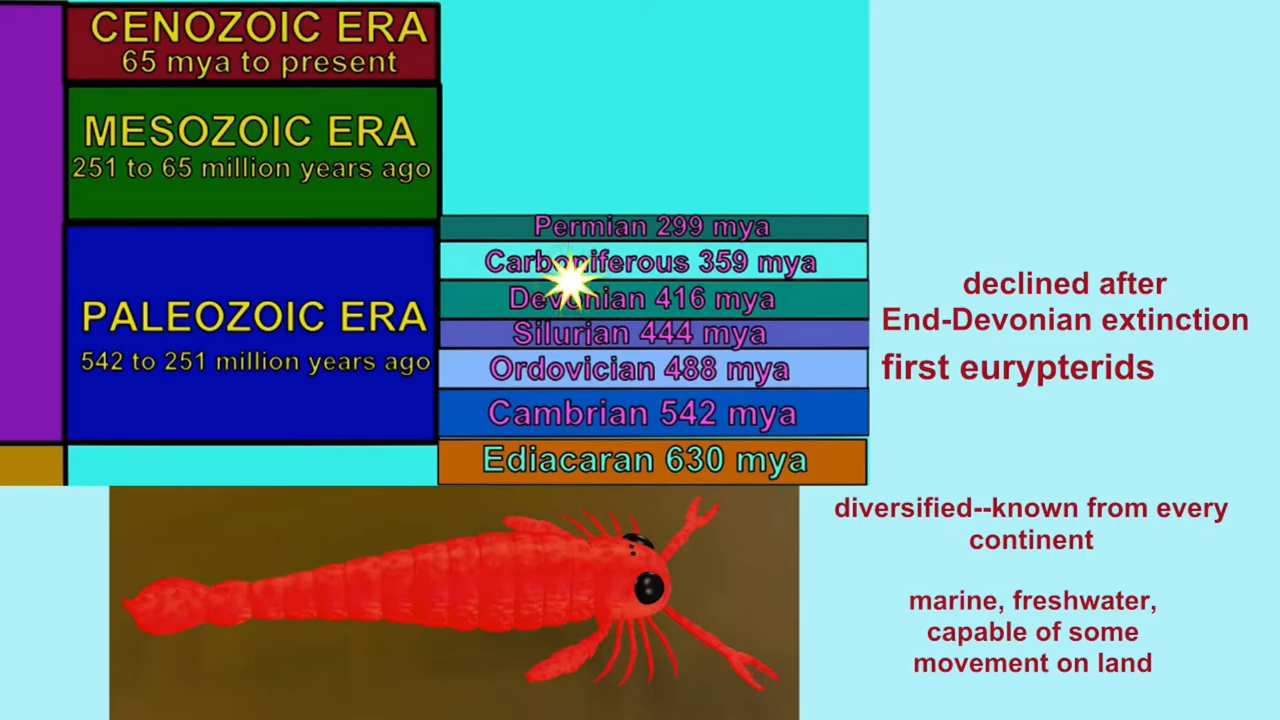 CENOZOIC ERA
65 mya to present
MESOZOIC ERA
251 to 65 million years ago
PALEOZOIC ERA
542 to 251 million years ago
Permian 299 mya
Carboniferous 359 mya
Devonian 416 mya
Silurian 444 mya
Ordovician 488 mya
Cambrian 542 mya
Ediacaran 630 mya
declined after
End-Devonian extinction
first eurypterids
diversified--known from every
continent
marine, freshwater,
capable of some
movement on land